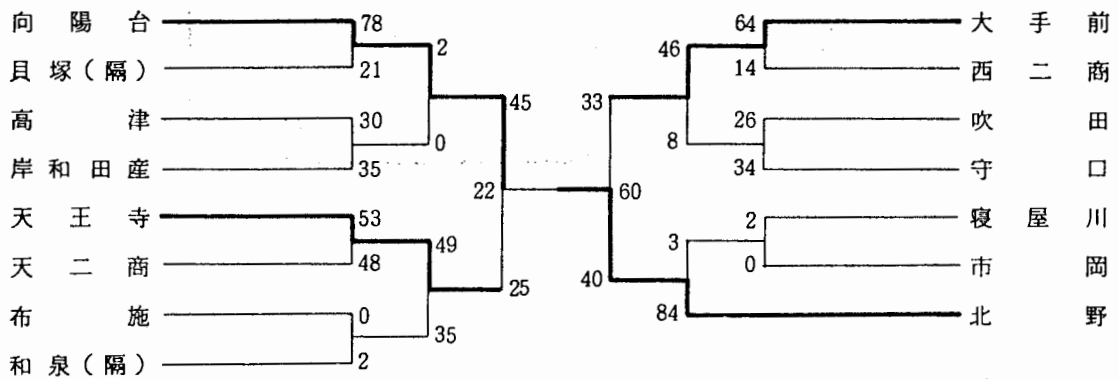 向陽台 78 64 大手前
2 46
貝塚(隔) 21 14 西二商
45 33
高津 30 26 吹田
0 8
岸和田産 35 34 守口
22 60
天王寺 53 2 寝屋川
49 3
天二商 48 0 市岡
25 40
布施 0 84 北野
35
和泉(隔) 2